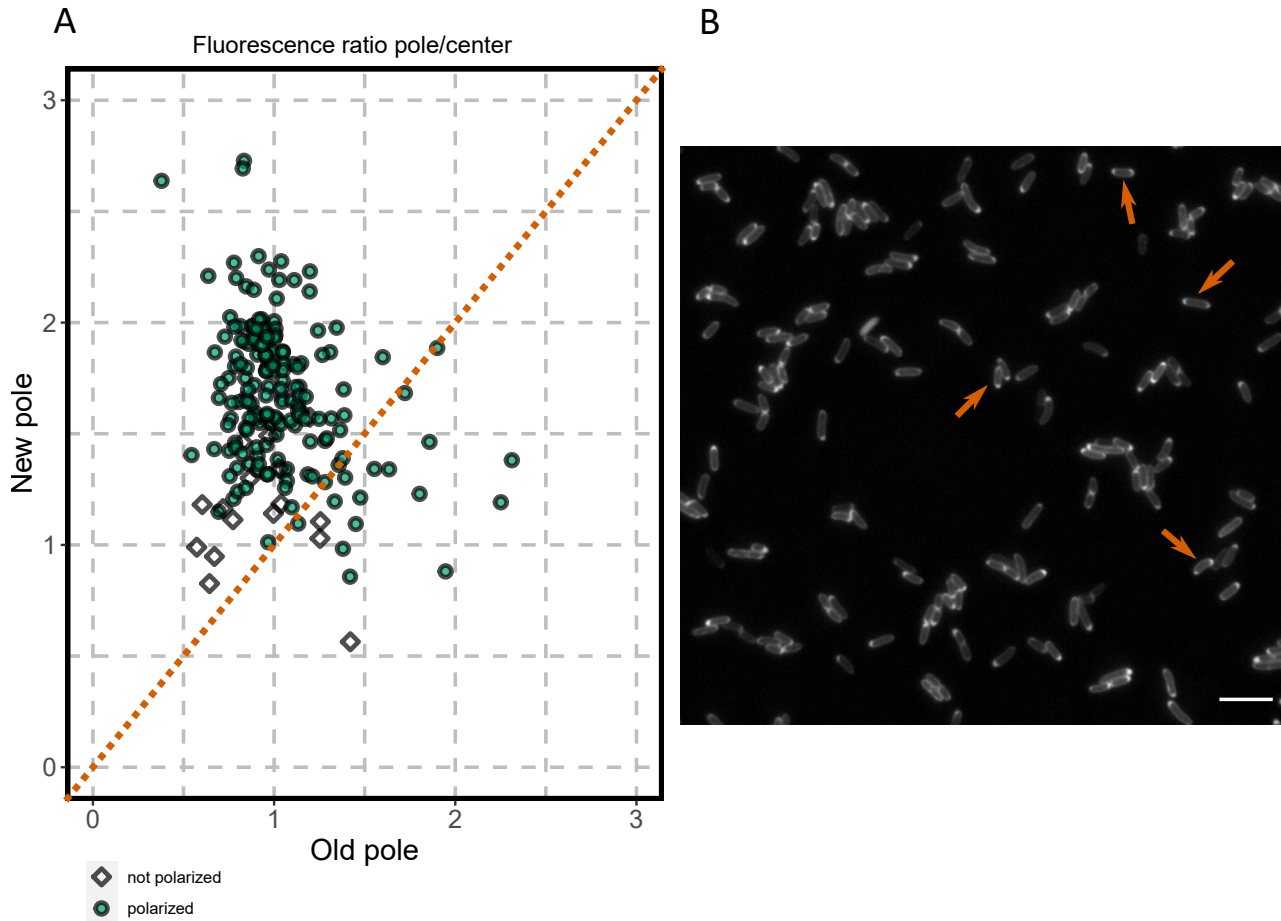 A
B
Fluorescence ratio pole/center
3
2
1
0
New pole
0
1
2
3
Old pole
not polarized
polarized